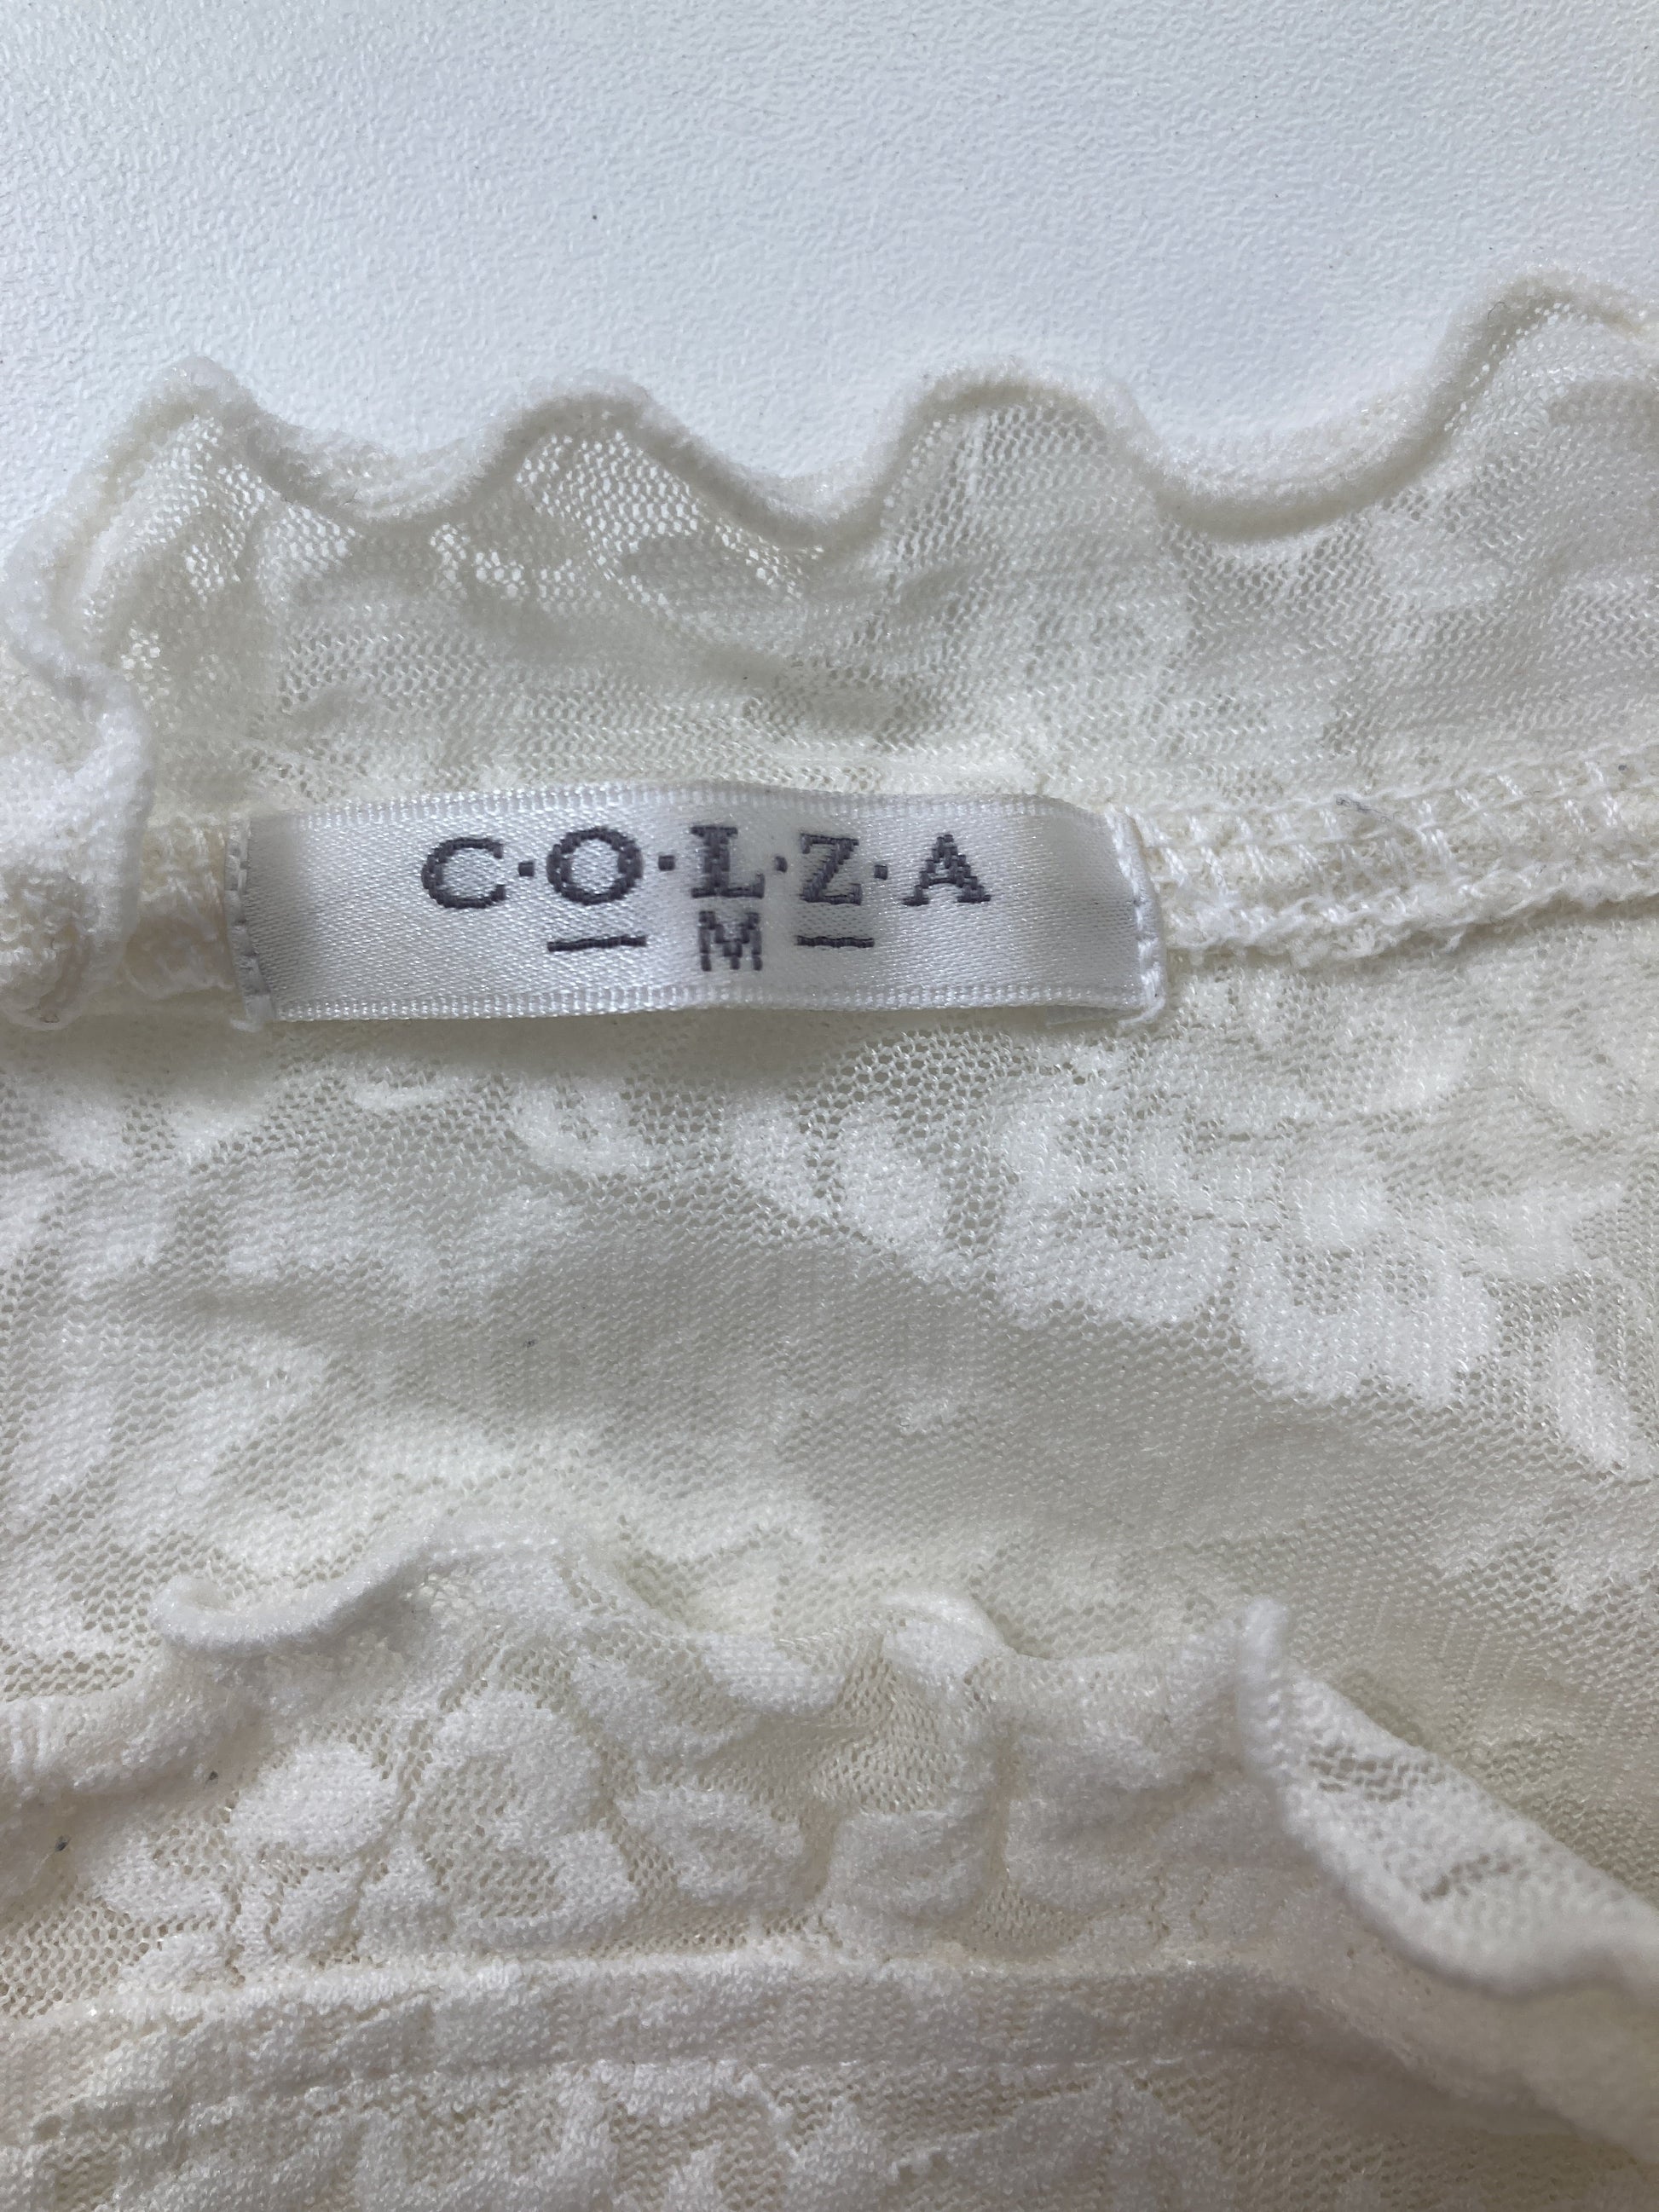 C·O·L·Z·A
— M —